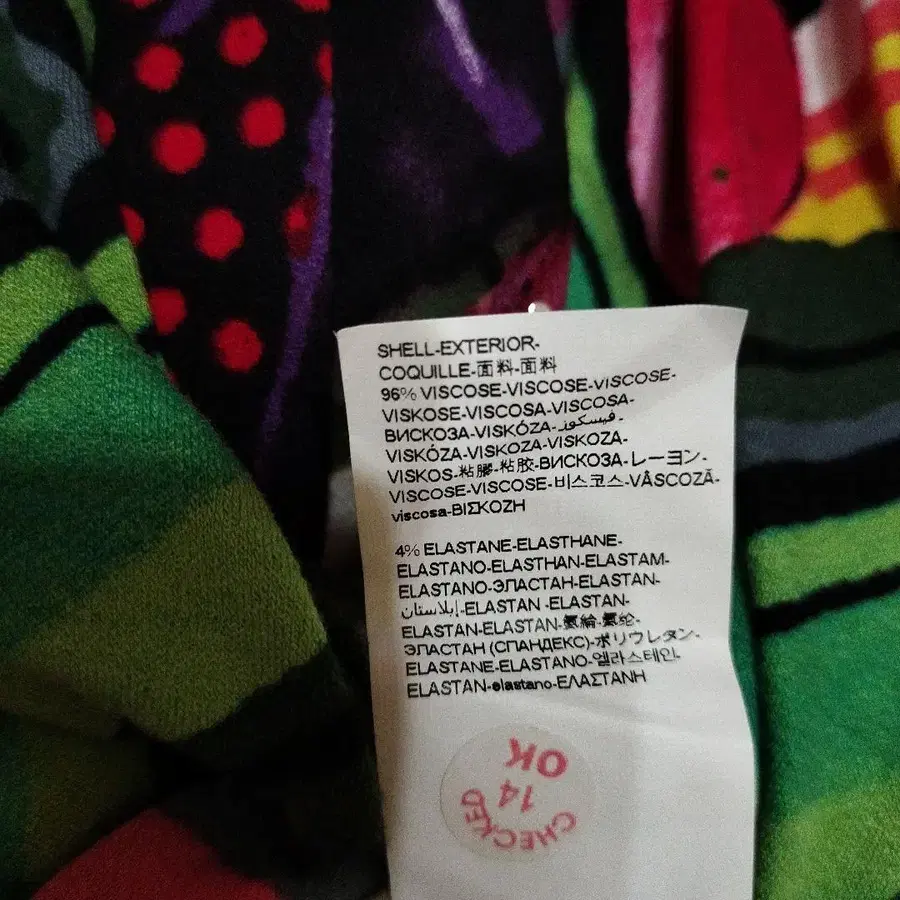 SHELL-EXTERIOR-
COQUILLE-面料-面料
96% VISCOSE-VISCOSE-VISCOSE-
VISKOSE-VISCOSA-VISCOSA-
ВИСКОЗА-VISKÓZA-فيسكوز-
VISKÓZA-VISKOZA-VISKOZA-
VISKOS-粘膠-粘胶-ВИСКОЗА-レーヨン-
VISCOSE-VISCOSE-비스코스-VÂSCOZĂ-
viscosa-ΒΙΣΚΟΖΗ
4% ELASTANE-ELASTHANE-
ELASTANO-ELASTHAN-ELASTAM-
ELASTANO-ЭЛАСТАН-ELASTAN-
إيلاستان-ELASTAN -ELASTAN-
ELASTAN-ELASTAN-氨綸-氨纶-
ЭЛАСТАН (СПАНДЕКС)-ポリウレタン-
ELASTANE-ELASTANO-엘라스테인-
ELASTAN-elastano-ΕΛΑΣΤΑΝΗ
CHECKED
14
OK